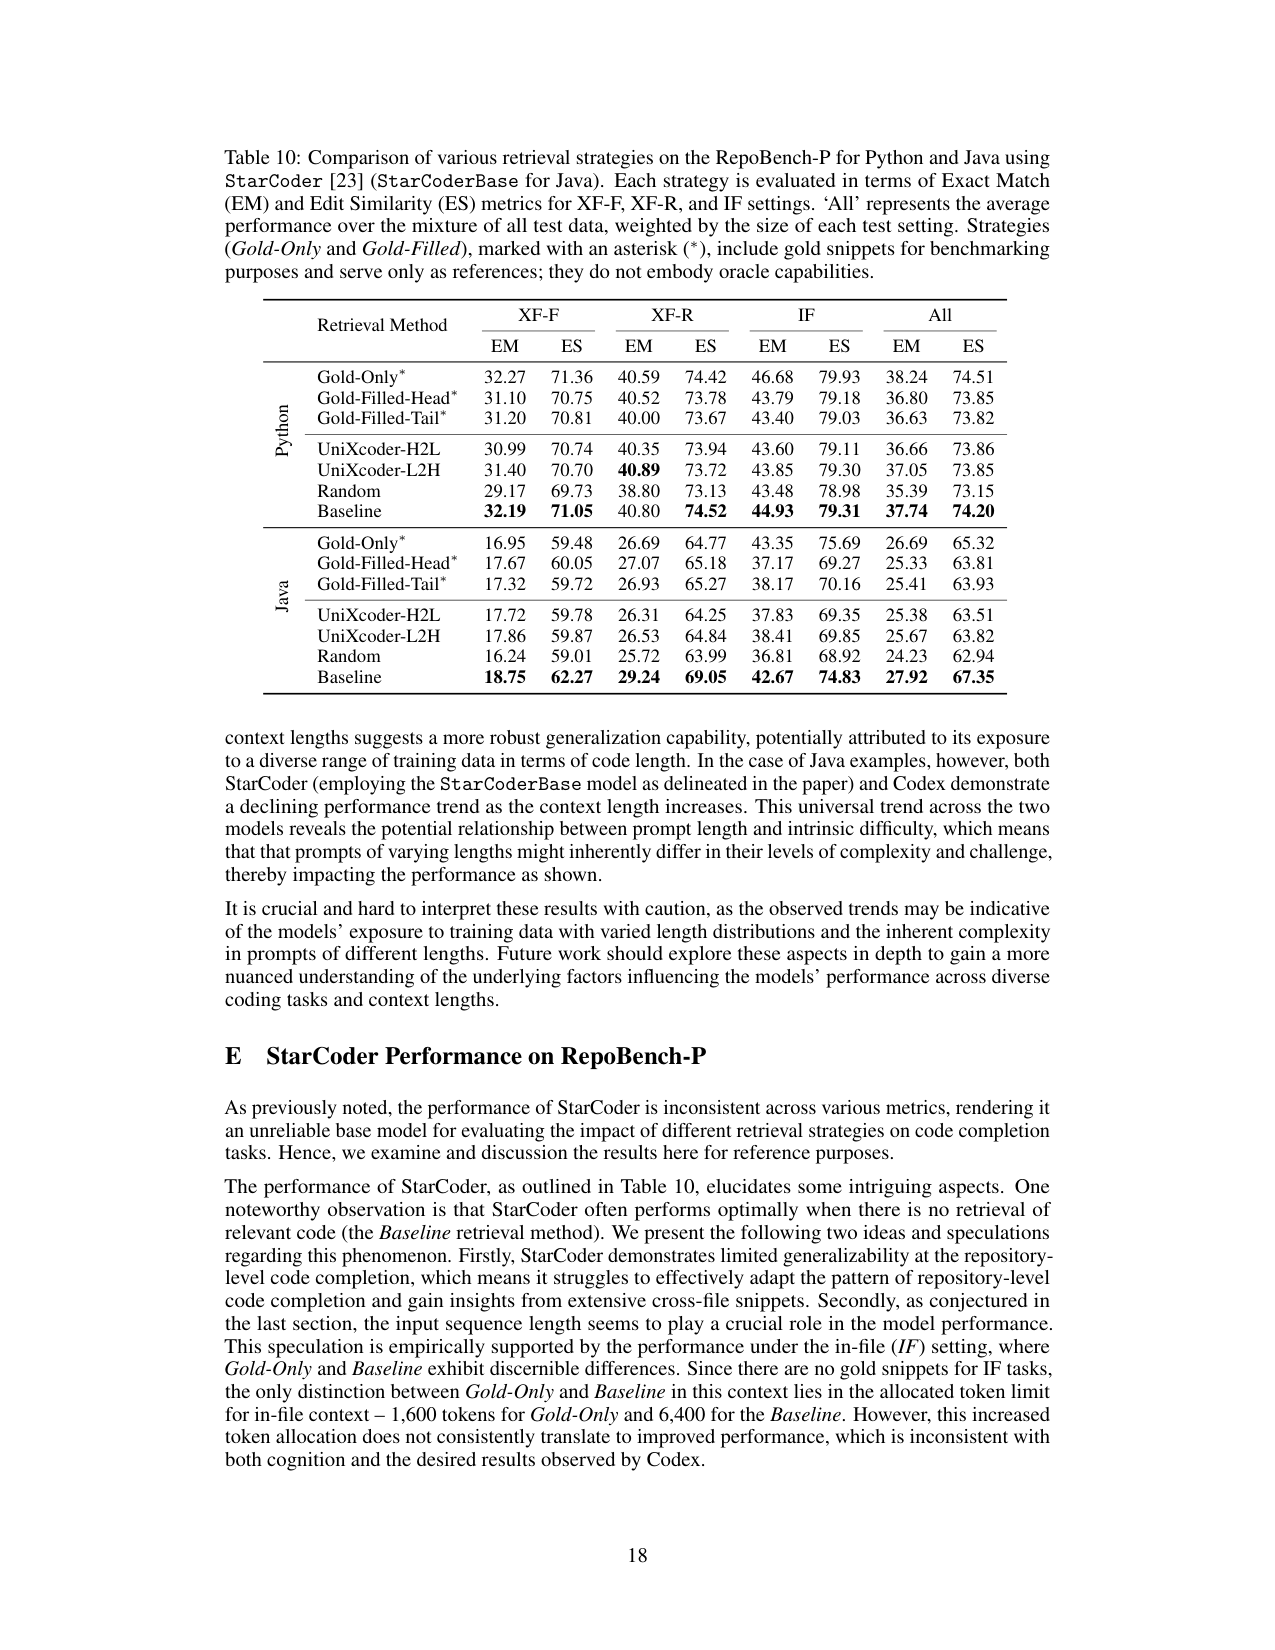 Table 10: Comparison of various retrieval strategies on the RepoBench-P for Python and Java using
StarCoder [23] (StarCoderBase for Java). Each strategy is evaluated in terms of Exact Match
(EM) and Edit Similarity (ES) metrics for XF-F, XF-R, and IF settings. ‘All’ represents the average
performance over the mixture of all test data, weighted by the size of each test setting. Strategies
(Gold-Only and Gold-Filled), marked with an asterisk (*), include gold snippets for benchmarking
purposes and serve only as references; they do not embody oracle capabilities.
Retrieval Method XF-F XF-R IF All
EM ES EM ES EM ES EM ES
Python
Gold-Only* 32.27 71.36 40.59 74.42 46.68 79.93 38.24 74.51
Gold-Filled-Head* 31.10 70.75 40.52 73.78 43.79 79.18 36.80 73.85
Gold-Filled-Tail* 31.20 70.81 40.00 73.67 43.40 79.03 36.63 73.82
UniXcoder-H2L 30.99 70.74 40.35 73.94 43.60 79.11 36.66 73.86
UniXcoder-L2H 31.40 70.70 40.89 73.72 43.85 79.30 37.05 73.85
Random 29.17 69.73 38.80 73.13 43.48 78.98 35.39 73.15
Baseline 32.19 71.05 40.80 74.52 44.93 79.31 37.74 74.20
Java
Gold-Only* 16.95 59.48 26.69 64.77 43.35 75.69 26.69 65.32
Gold-Filled-Head* 17.67 60.05 27.07 65.18 37.17 69.27 25.33 63.81
Gold-Filled-Tail* 17.32 59.72 26.93 65.27 38.17 70.16 25.41 63.93
UniXcoder-H2L 17.72 59.78 26.31 64.25 37.83 69.35 25.38 63.51
UniXcoder-L2H 17.86 59.87 26.53 64.84 38.41 69.85 25.67 63.82
Random 16.24 59.01 25.72 63.99 36.81 68.92 24.23 62.94
Baseline 18.75 62.27 29.24 69.05 42.67 74.83 27.92 67.35
context lengths suggests a more robust generalization capability, potentially attributed to its exposure
to a diverse range of training data in terms of code length. In the case of Java examples, however, both
StarCoder (employing the StarCoderBase model as delineated in the paper) and Codex demonstrate
a declining performance trend as the context length increases. This universal trend across the two
models reveals the potential relationship between prompt length and intrinsic difficulty, which means
that that prompts of varying lengths might inherently differ in their levels of complexity and challenge,
thereby impacting the performance as shown.
It is crucial and hard to interpret these results with caution, as the observed trends may be indicative
of the models’ exposure to training data with varied length distributions and the inherent complexity
in prompts of different lengths. Future work should explore these aspects in depth to gain a more
nuanced understanding of the underlying factors influencing the models’ performance across diverse
coding tasks and context lengths.
E StarCoder Performance on RepoBench-P
As previously noted, the performance of StarCoder is inconsistent across various metrics, rendering it
an unreliable base model for evaluating the impact of different retrieval strategies on code completion
tasks. Hence, we examine and discussion the results here for reference purposes.
The performance of StarCoder, as outlined in Table 10, elucidates some intriguing aspects. One
noteworthy observation is that StarCoder often performs optimally when there is no retrieval of
relevant code (the Baseline retrieval method). We present the following two ideas and speculations
regarding this phenomenon. Firstly, StarCoder demonstrates limited generalizability at the repository-
level code completion, which means it struggles to effectively adapt the pattern of repository-level
code completion and gain insights from extensive cross-file snippets. Secondly, as conjectured in
the last section, the input sequence length seems to play a crucial role in the model performance.
This speculation is empirically supported by the performance under the in-file (IF) setting, where
Gold-Only and Baseline exhibit discernible differences. Since there are no gold snippets for IF tasks,
the only distinction between Gold-Only and Baseline in this context lies in the allocated token limit
for in-file context – 1,600 tokens for Gold-Only and 6,400 for the Baseline. However, this increased
token allocation does not consistently translate to improved performance, which is inconsistent with
both cognition and the desired results observed by Codex.
18